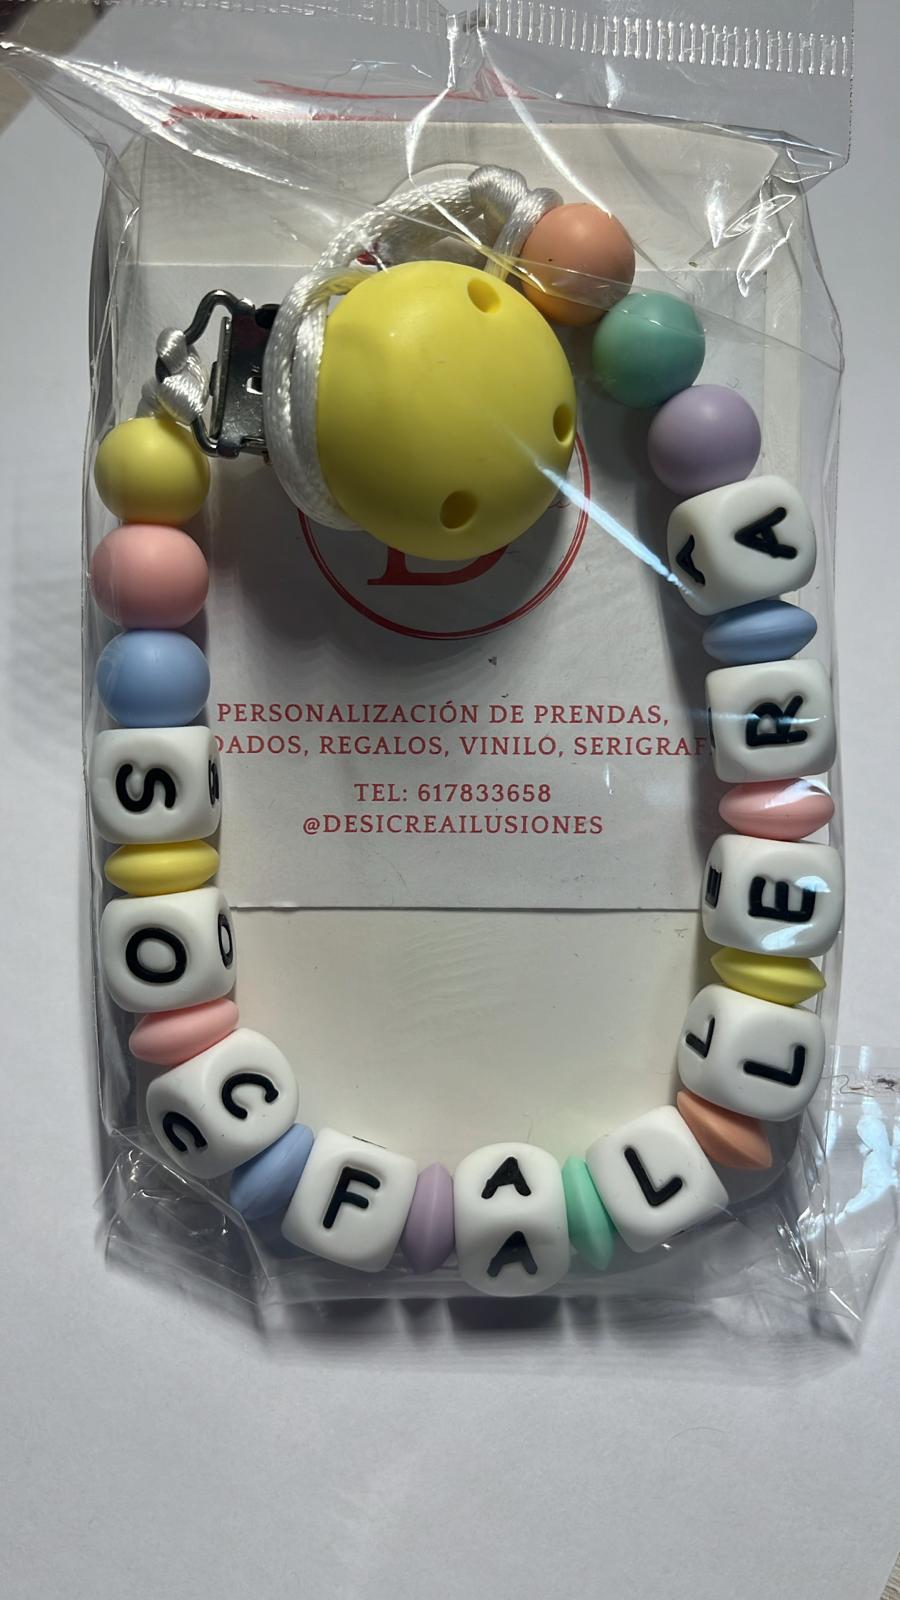 PERSONALIZACIÓN DE PRENDAS,
REGALOS, VINILO,
TEL: 617833658
@DESICREAILUSIONES
SOCFALLERA